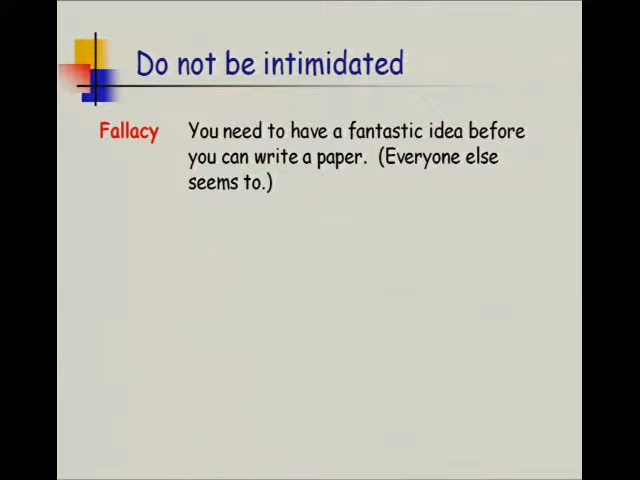 Do not be intimidated
Fallacy You need to have a fantastic idea before
you can write a paper. (Everyone else
seems to.)